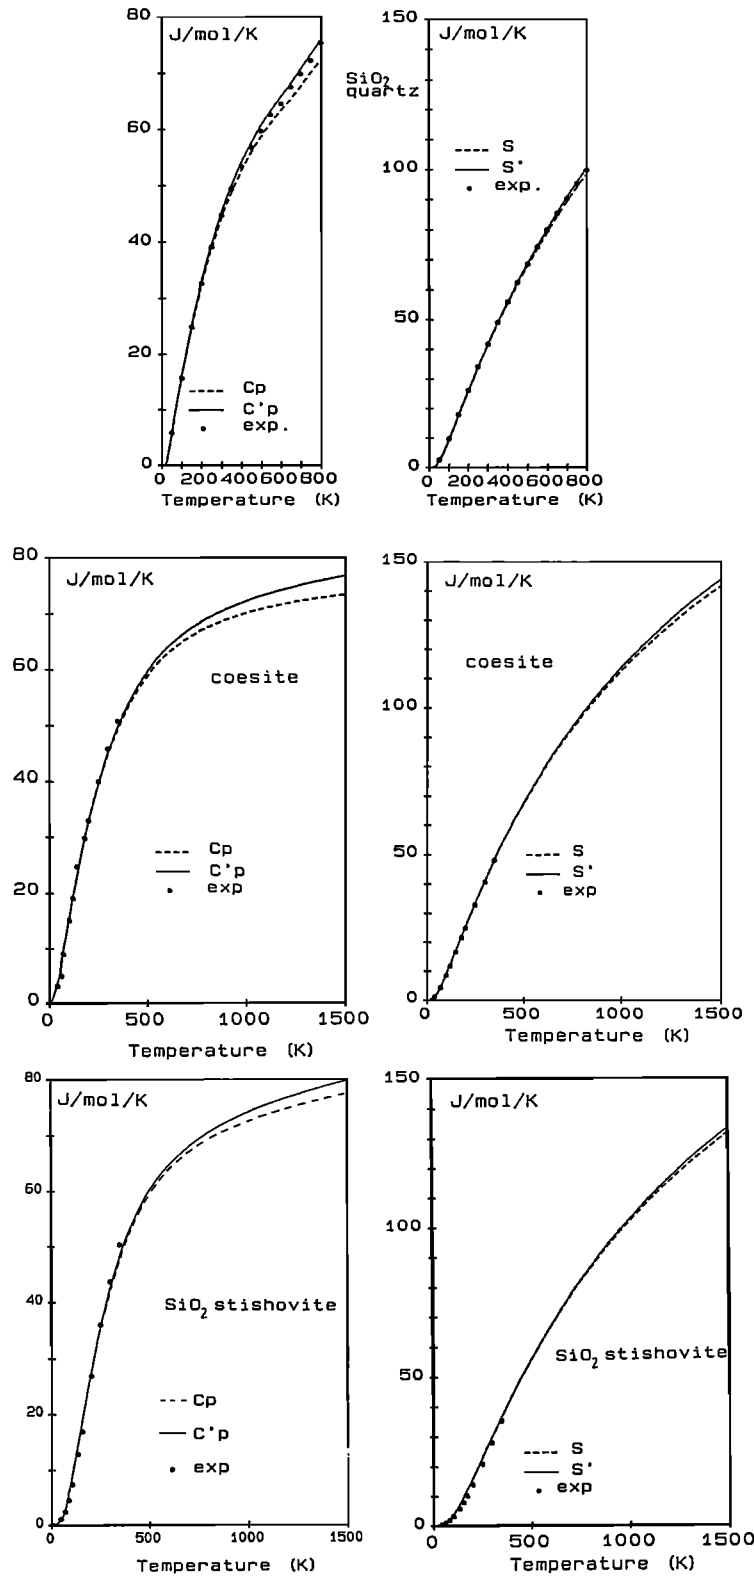 80
J/mol/K
60
40
20
0
Cp
C'p
exp.
200 400 600 800
Temperature (K)
SiO2
quartz
150
J/mol/K
S
S'
exp.
100
50
0
0 200 400 600 800
Temperature (K)
80
J/mol/K
60
coesite
40
Cp
C'p
exp
20
0
0 500 1000 1500
Temperature (K)
150
J/mol/K
coesite
100
50
S
S'
exp
0
0 500 1000 1500
Temperature (K)
80
J/mol/K
60
SiO2 stishovite
40
Cp
20
C'p
exp
0
0 500 1000 1500
Temperature (K)
150
J/mol/K
100
SiO2 stishovite
50
S
S'
exp
0
0 500 1000 1500
Temperature (K)